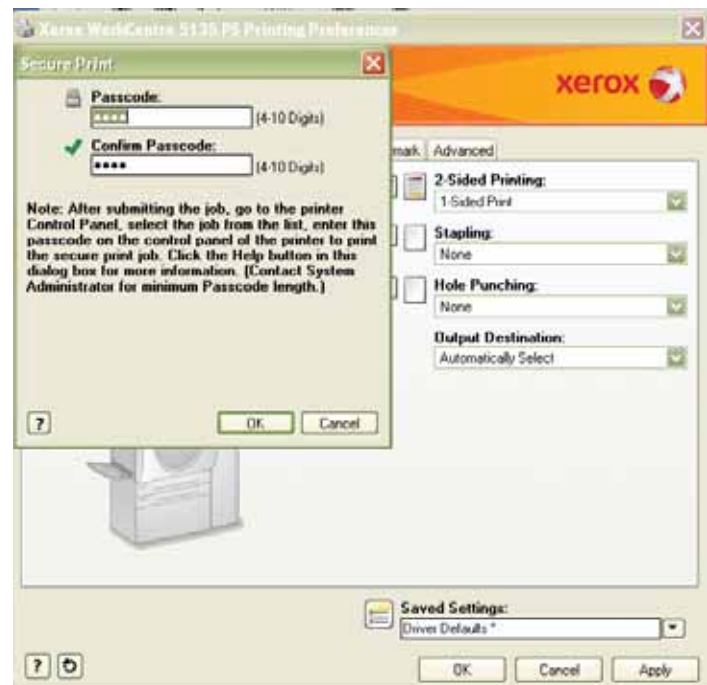 Xerox WorkCentre 5135 PS Printing Preferences
Secure Print
Passcode:
(4-10 Digits)
Confirm Passcode:
••••
(4-10 Digits)
Note: After submitting the job, go to the printer
Control Panel, select the job from the list, enter this
passcode on the control panel of the printer to print
the secure print job. Click the Help button in this
dialog box for more information. (Contact System
Administrator for minimum Passcode length.)
?
OK
Cancel
xerox
mark
Advanced
2-Sided Printing:
1-Sided Print
Stapling:
None
Hole Punching:
None
Output Destination:
Automatically Select
Saved Settings:
Driver Defaults *
?
OK
Cancel
Apply